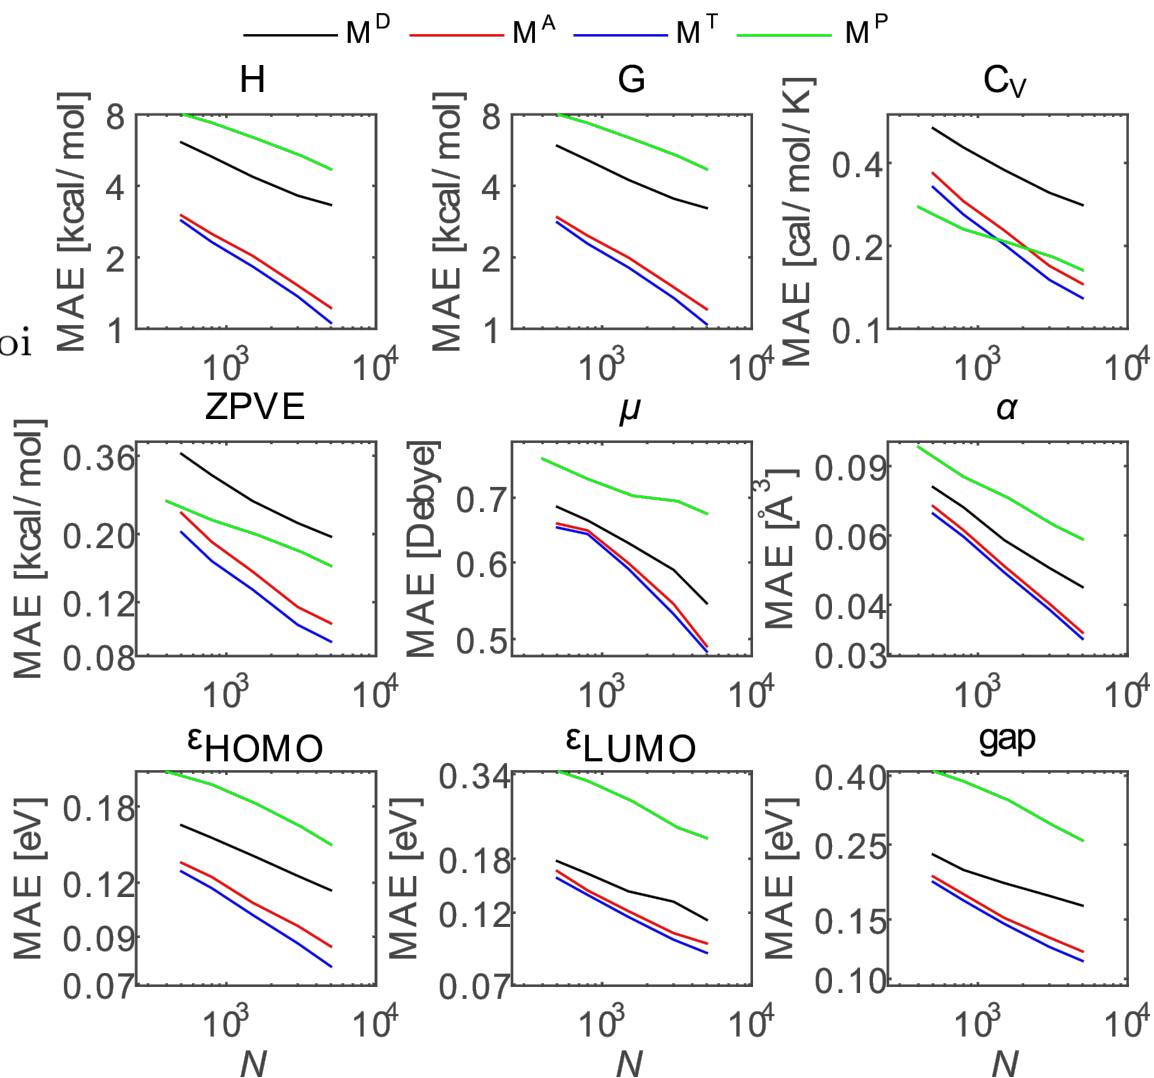 M^D M^A M^T M^P
H G C_V
MAE [kcal/mol] 8 4 2 1 10^3 10^4
MAE [kcal/mol] 8 4 2 1 10^3 10^4
MAE [cal/mol/K] 0.4 0.2 0.1 10^3 10^4
oi
ZPVE μ α
MAE [kcal/mol] 0.36 0.20 0.12 0.08 10^3 10^4
MAE [Debye] 0.7 0.6 0.5 10^3 10^4
MAE [Å^3] 0.09 0.06 0.04 0.03 10^3 10^4
ε_HOMO ε_LUMO gap
MAE [eV] 0.18 0.12 0.09 0.07 10^3 10^4
MAE [eV] 0.34 0.18 0.12 0.07 10^3 10^4
MAE [eV] 0.40 0.25 0.15 0.10 10^3 10^4
N N N